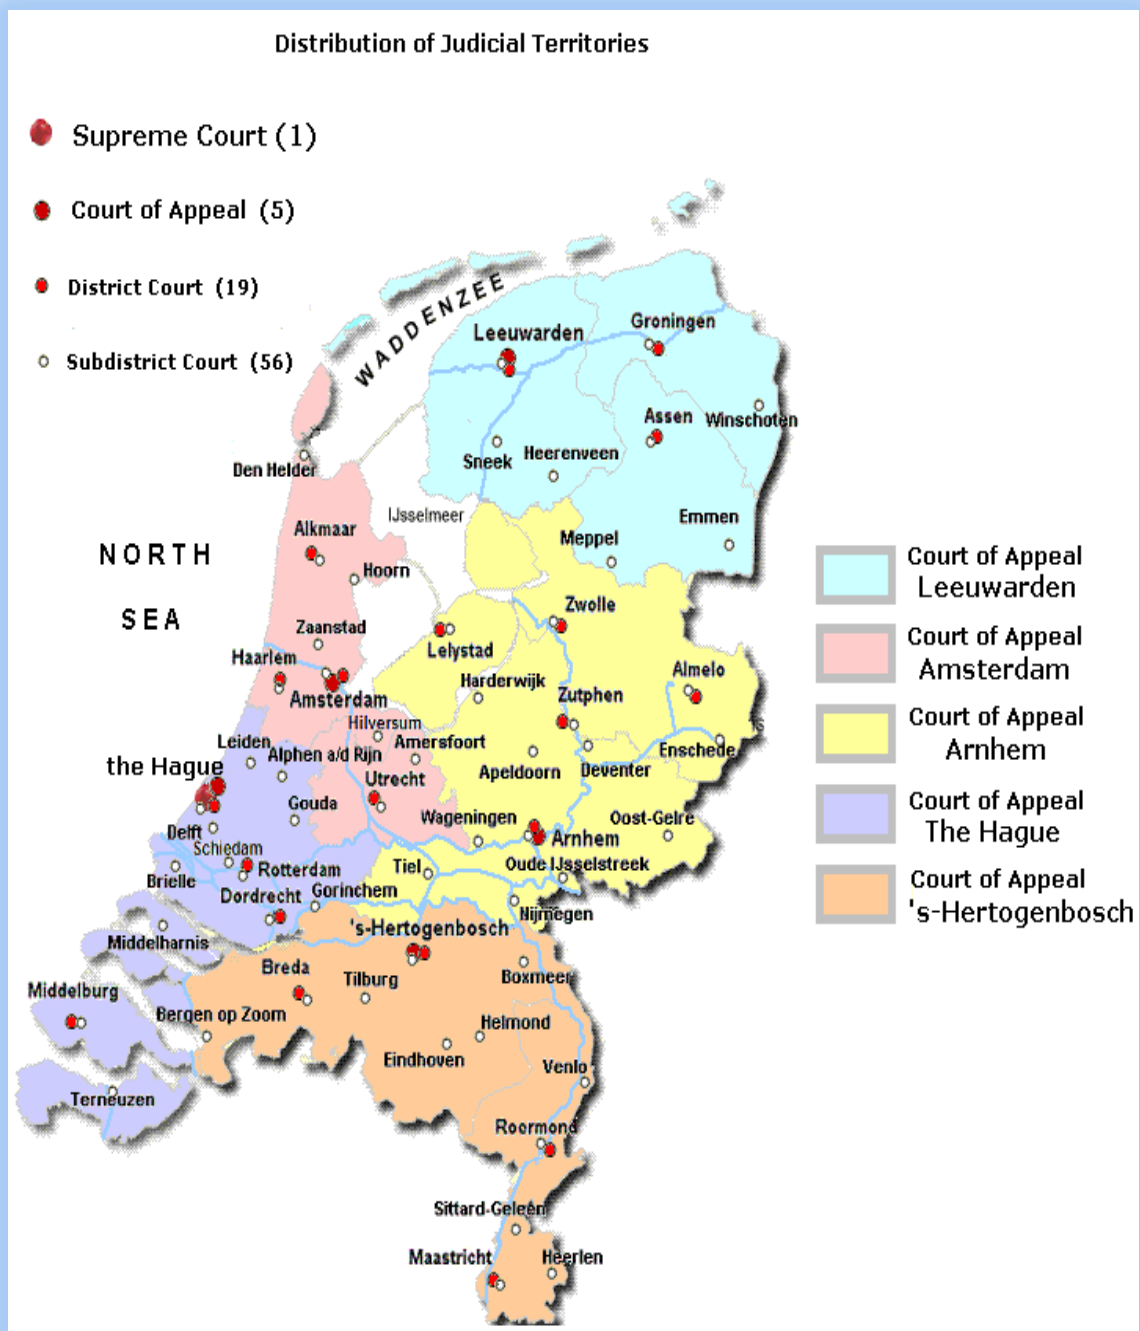 Distribution of Judicial Territories
Supreme Court (1)
Court of Appeal (5)
District Court (19)
Subdistrict Court (56)
WADDENZEE
Leeuwarden
Groningen
Assen
Winschoten
Sneek
Heerenveen
Den Helder
IJsselmeer
Emmen
Alkmaar
Meppel
NORTH
SEA
Hoorn
Zwolle
Zaanstad
Lelystad
Haarlem
Almelo
Harderwijk
Amsterdam
Zutphen
Hilversum
Leiden
Alphen a/d Rijn
Amersfoort
Enschede
the Hague
Utrecht
Apeldoorn
Deventer
Gouda
Wageningen
Oost-Gelre
Delft
Arnhem
Schiedam
Rotterdam
Tiel
Oude IJsselstreek
Brielle
Dordrecht
Gorinchem
Nijmegen
Middelharnis
's-Hertogenbosch
Breda
Tilburg
Boxmeer
Middelburg
Bergen op Zoom
Helmond
Eindhoven
Venlo
Terneuzen
Roermond
Sittard-Geleen
Maastricht
Heerlen
Court of Appeal
Leeuwarden
Court of Appeal
Amsterdam
Court of Appeal
Arnhem
Court of Appeal
The Hague
Court of Appeal
's-Hertogenbosch